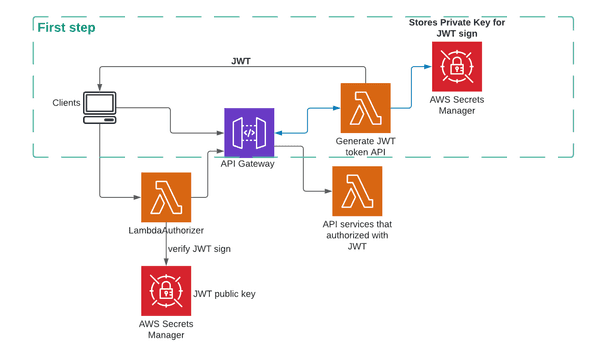 First step
Stores Private Key for
JWT sign
JWT
Clients
AWS Secrets
Manager
Generate JWT
token API
API Gateway
LambdaAuthorizer
API services that
authorized with
JWT
verify JWT sign
JWT public key
AWS Secrets
Manager